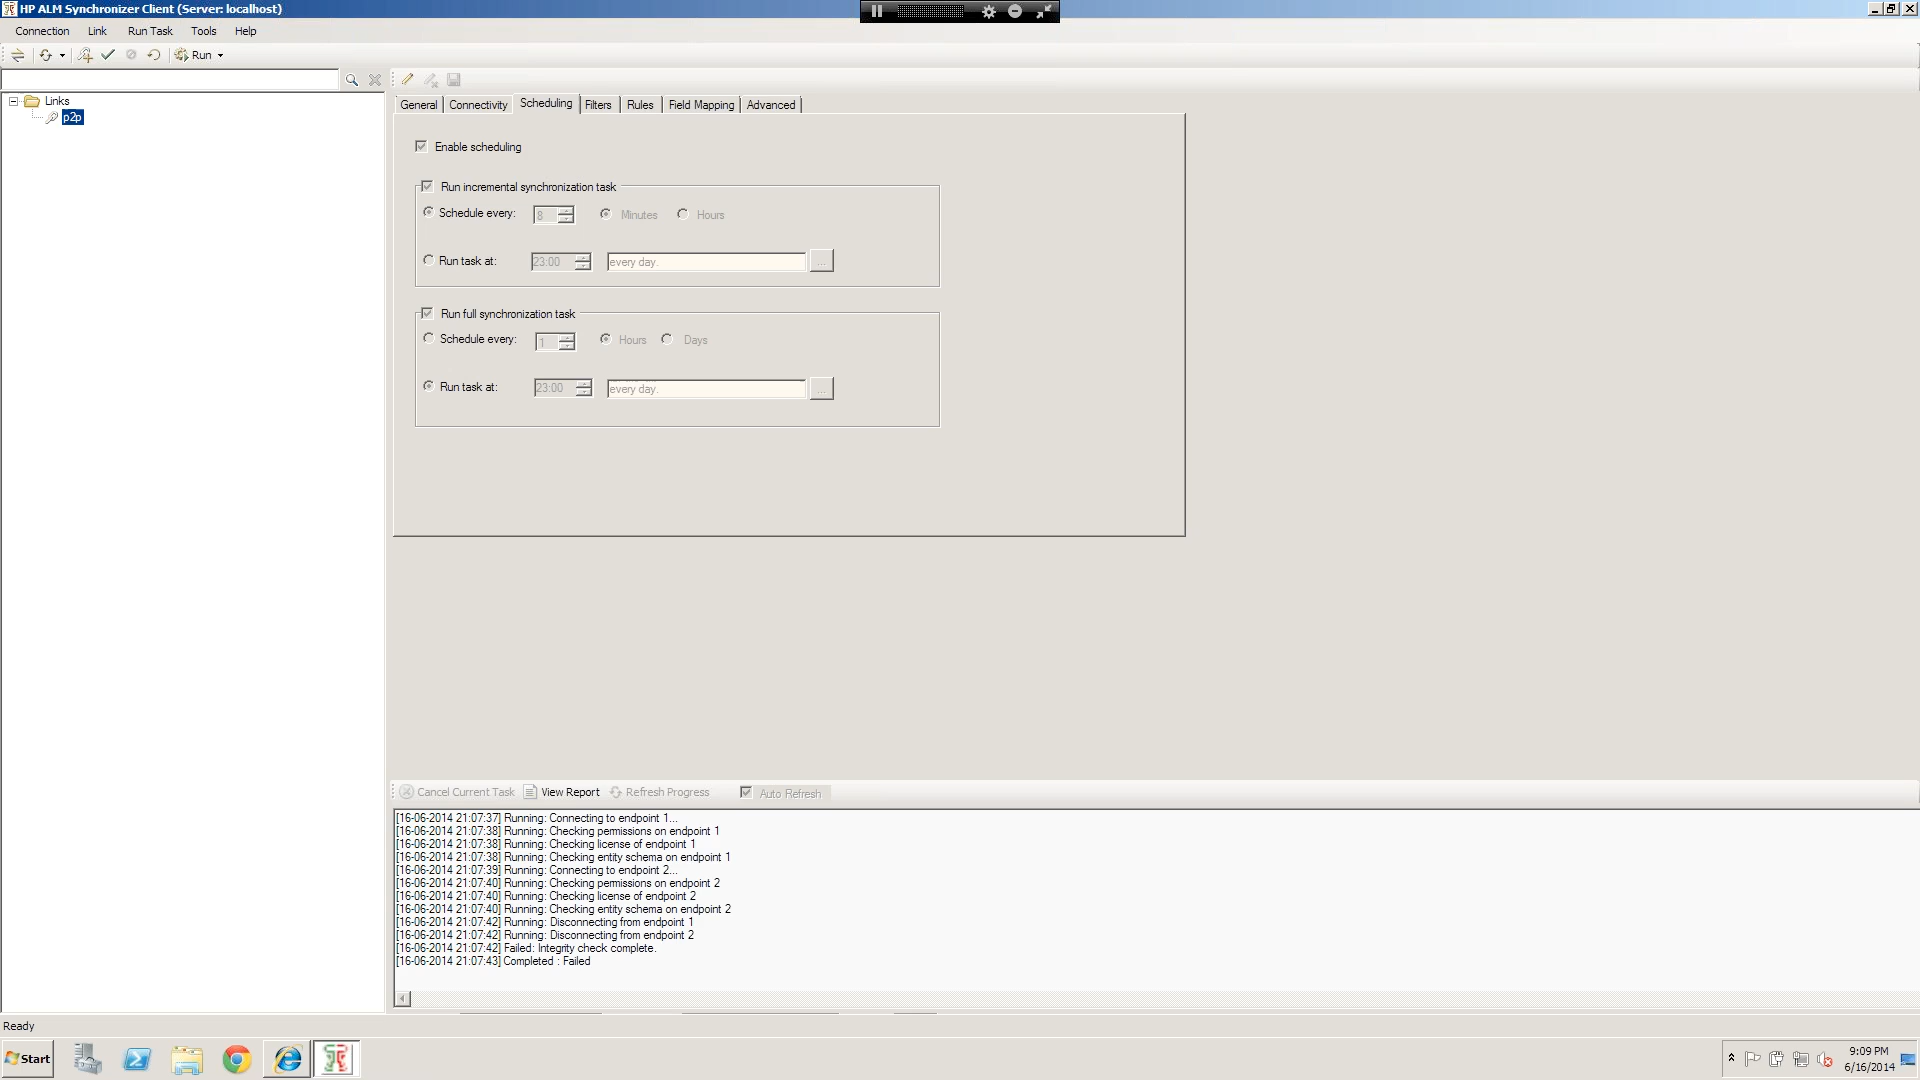 HP ALM Synchronizer Client (Server: localhost)
Connection Link Run Task Tools Help
Run
Links
p2p
General Connectivity Scheduling Filters Rules Field Mapping Advanced
Enable scheduling
Run incremental synchronization task
Schedule every: 8 Minutes Hours
Run task at: 23:00 every day. ...
Run full synchronization task
Schedule every: 1 Hours Days
Run task at: 23:00 every day. ...
Cancel Current Task View Report Refresh Progress Auto Refresh
[16-06-2014 21:07:37] Running: Connecting to endpoint 1...
[16-06-2014 21:07:38] Running: Checking permissions on endpoint 1
[16-06-2014 21:07:38] Running: Checking license of endpoint 1
[16-06-2014 21:07:38] Running: Checking entity schema on endpoint 1
[16-06-2014 21:07:39] Running: Connecting to endpoint 2...
[16-06-2014 21:07:40] Running: Checking permissions on endpoint 2
[16-06-2014 21:07:40] Running: Checking license of endpoint 2
[16-06-2014 21:07:40] Running: Checking entity schema on endpoint 2
[16-06-2014 21:07:42] Running: Disconnecting from endpoint 1
[16-06-2014 21:07:42] Running: Disconnecting from endpoint 2
[16-06-2014 21:07:42] Failed: Integrity check complete.
[16-06-2014 21:07:43] Completed : Failed
Ready
Start
9:09 PM
6/16/2014